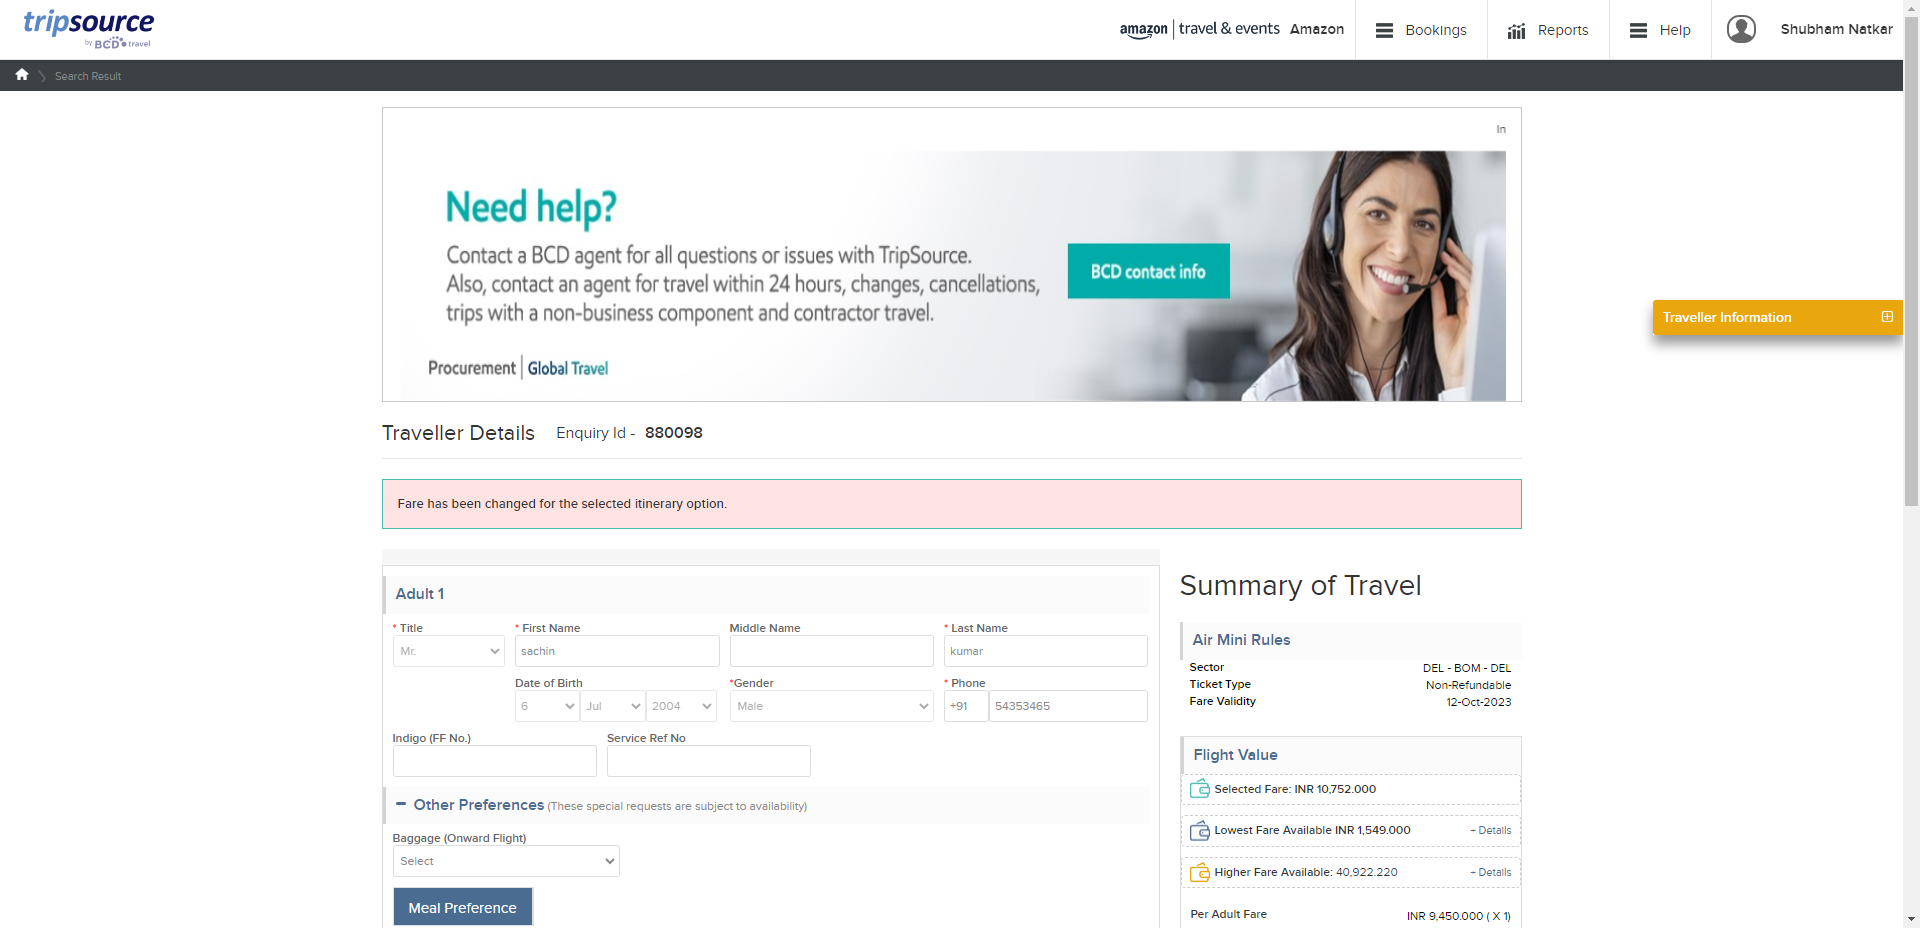 tripsource
by BCD travel
amazon travel & events Amazon
Bookings
Reports
Help
Shubham Natkar
Search Result
In
Need help?
Contact a BCD agent for all questions or issues with TripSource.
Also, contact an agent for travel within 24 hours, changes, cancellations,
trips with a non-business component and contractor travel.
BCD contact info
Procurement | Global Travel
Traveller Information
Traveller Details Enquiry Id - 880098
Fare has been changed for the selected itinerary option.
Adult 1
* Title * First Name Middle Name * Last Name
Mr. sachin kumar
Date of Birth *Gender * Phone
6 Jul 2004 Male +91 54353465
Indigo (FF No.) Service Ref No
Other Preferences (These special requests are subject to availability)
Baggage (Onward Flight)
Select
Meal Preference
Summary of Travel
Air Mini Rules
Sector DEL - BOM - DEL
Ticket Type Non-Refundable
Fare Validity 12-Oct-2023
Flight Value
Selected Fare: INR 10,752.000
Lowest Fare Available INR 1,549.000 + Details
Higher Fare Available: 40,922.220 + Details
Per Adult Fare INR 9,450.000 ( X 1)